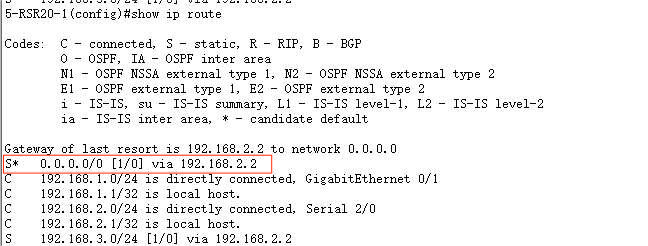 S 192.168.3.0/24 [1/0] via 192.168.2.2
5-RSR20-1(config)#show ip route
Codes: C - connected, S - static, R - RIP, B - BGP
O - OSPF, IA - OSPF inter area
N1 - OSPF NSSA external type 1, N2 - OSPF NSSA external type 2
E1 - OSPF external type 1, E2 - OSPF external type 2
i - IS-IS, su - IS-IS summary, L1 - IS-IS level-1, L2 - IS-IS level-2
ia - IS-IS inter area, * - candidate default
Gateway of last resort is 192.168.2.2 to network 0.0.0.0
S* 0.0.0.0/0 [1/0] via 192.168.2.2
C 192.168.1.0/24 is directly connected, GigabitEthernet 0/1
C 192.168.1.1/32 is local host.
C 192.168.2.0/24 is directly connected, Serial 2/0
C 192.168.2.1/32 is local host.
S 192.168.3.0/24 [1/0] via 192.168.2.2